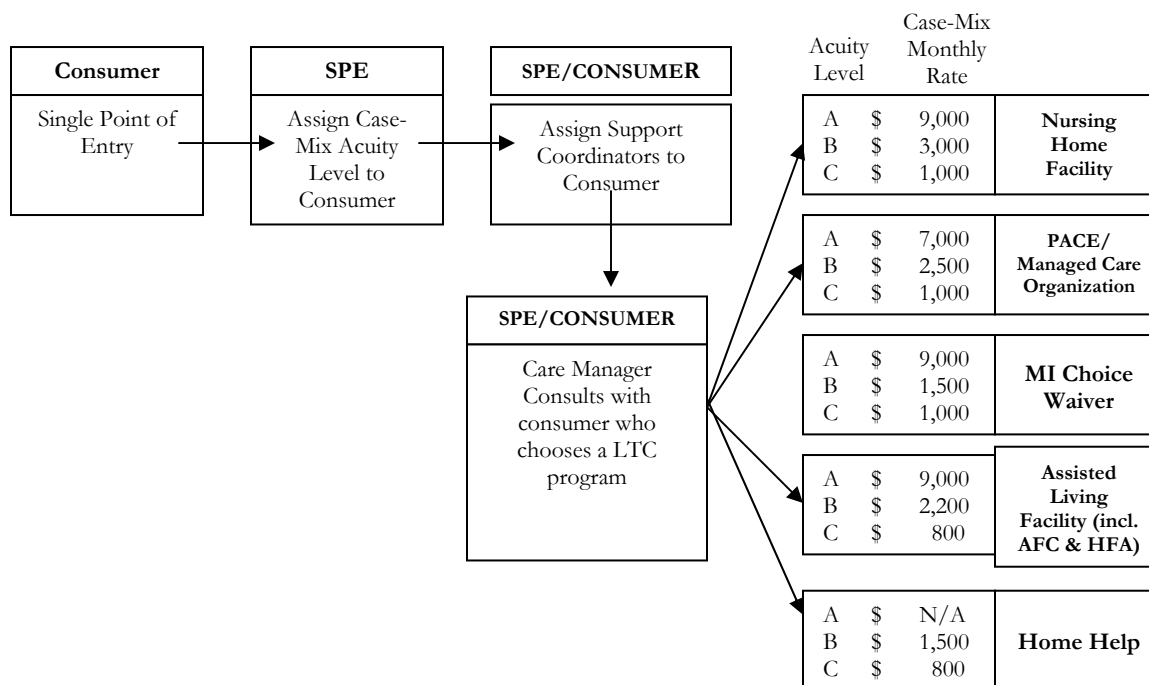 Consumer
Single Point of
Entry
SPE
Assign Case-
Mix Acuity
Level to
Consumer
SPE/CONSUMER
Assign Support
Coordinators to
Consumer
SPE/CONSUMER
Care Manager
Consults with
consumer who
chooses a LTC
program
Acuity
Level
Case-Mix
Monthly
Rate
A $ 9,000
B $ 3,000
C $ 1,000
Nursing
Home
Facility
A $ 7,000
B $ 2,500
C $ 1,000
PACE/
Managed Care
Organization
A $ 9,000
B $ 1,500
C $ 1,000
MI Choice
Waiver
A $ 9,000
B $ 2,200
C $ 800
Assisted
Living
Facility (incl.
AFC & HFA)
A $ N/A
B $ 1,500
C $ 800
Home Help